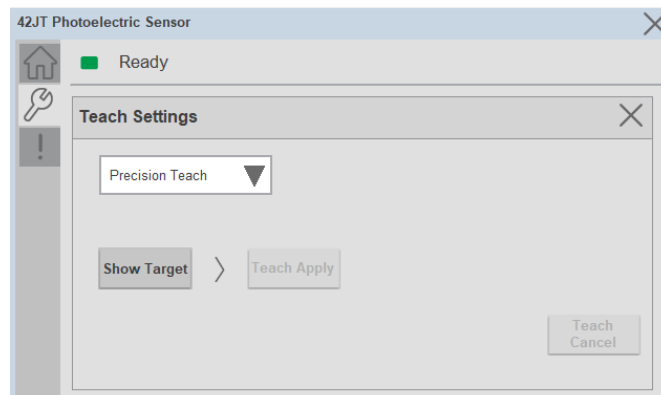 42JT Photoelectric Sensor
Ready
Teach Settings
Precision Teach
Show Target
Teach Apply
Teach
Cancel